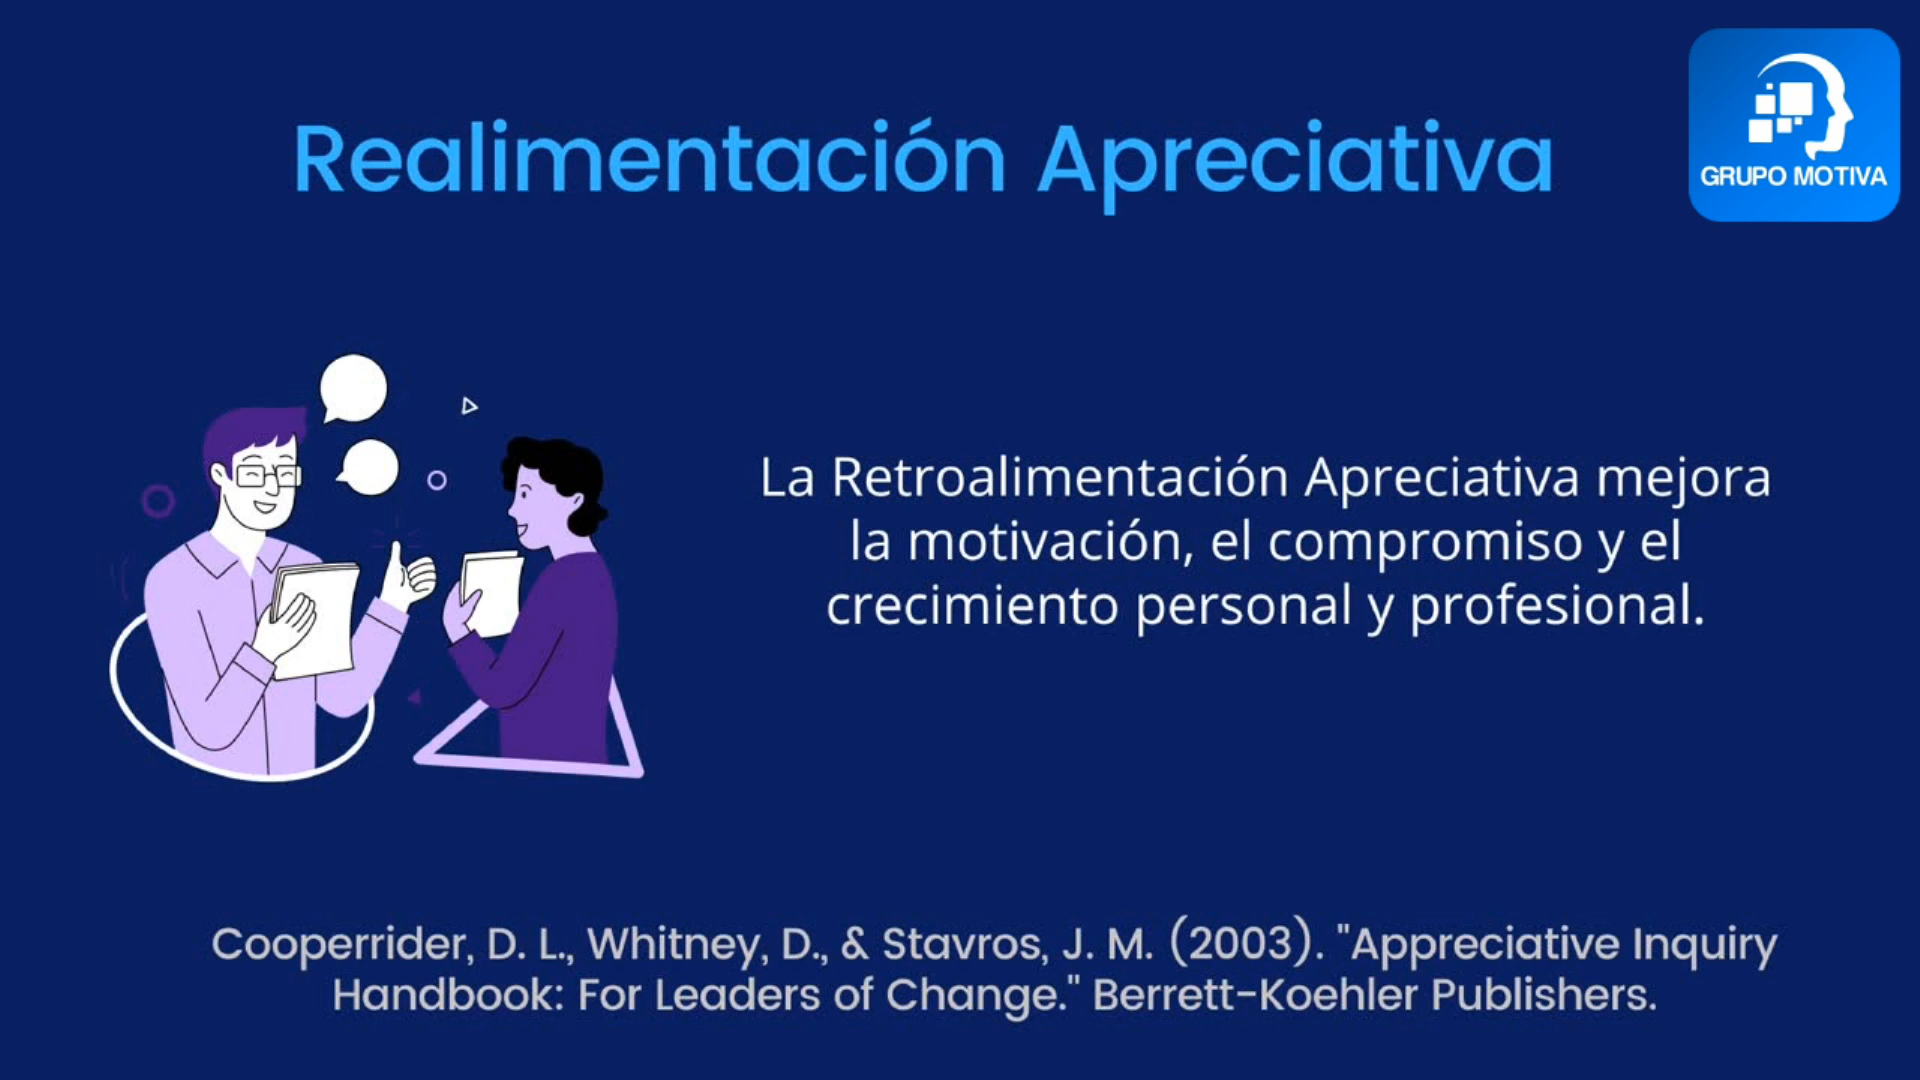 Realimentación Apreciativa
GRUPO MOTIVA
La Retroalimentación Apreciativa mejora
la motivación, el compromiso y el
crecimiento personal y profesional.
Cooperrider, D. L., Whitney, D., & Stavros, J. M. (2003). "Appreciative Inquiry
Handbook: For Leaders of Change." Berrett-Koehler Publishers.